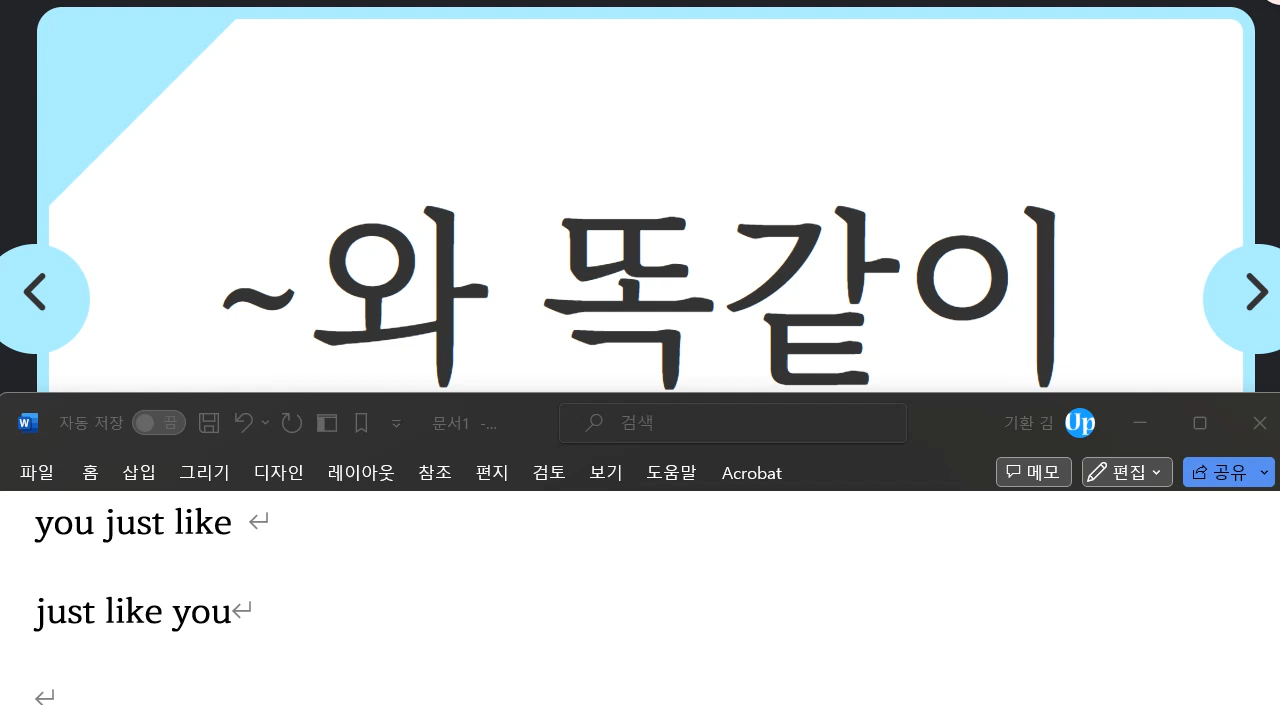 ~와 똑같이
자동 저장 끔 문서1 -... 검색 기환 김 Up
파일 홈 삽입 그리기 디자인 레이아웃 참조 편지 검토 보기 도움말 Acrobat 메모 편집 공유
you just like
just like you